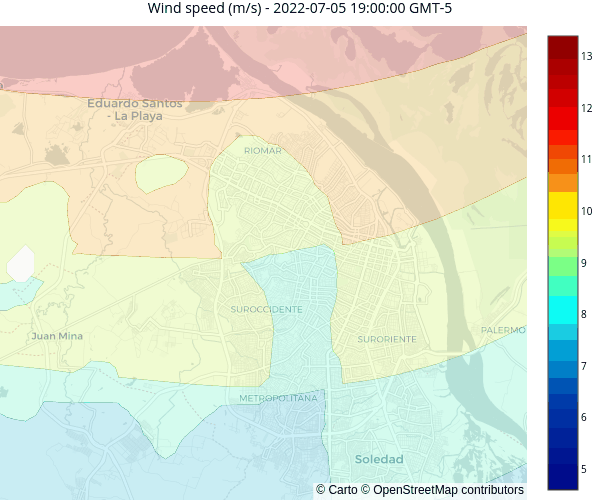 Wind speed (m/s) - 2022-07-05 19:00:00 GMT-5
Eduardo Santos
- La Playa
RIOMAR
SUROCCIDENTE
Juan Mina
SURORIENTE
PALERMO
METROPOLITANA
Soledad
13
12
11
10
9
8
7
6
5
© Carto © OpenStreetMap contributors